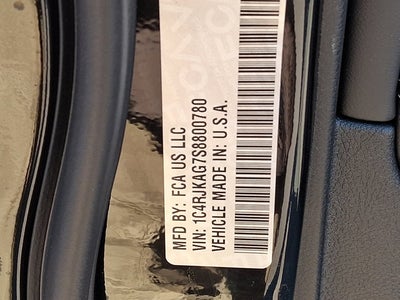 MFD BY: FCA US LLC
VIN: 1C4RJKAG7S8800780
VEHICLE MADE IN: U.S.A.